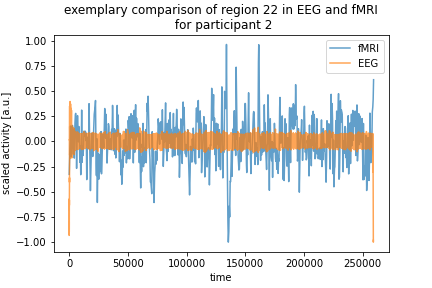 exemplary comparison of region 22 in EEG and fMRI
for participant 2
1.00
0.75
0.50
0.25
0.00
−0.25
−0.50
−0.75
−1.00
scaled activity [a.u.]
fMRI
EEG
0
50000
100000
150000
200000
250000
time